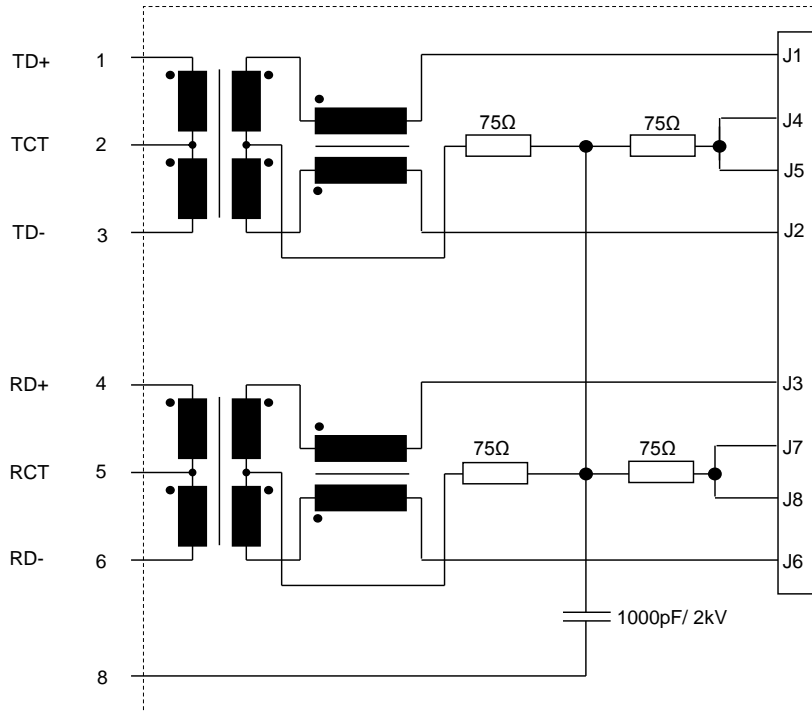 TD+ 1 J1
75Ω 75Ω J4
TCT 2
J5
TD- 3 J2
RD+ 4 J3
75Ω 75Ω J7
RCT 5
J8
RD- 6 J6
1000pF/ 2kV
8